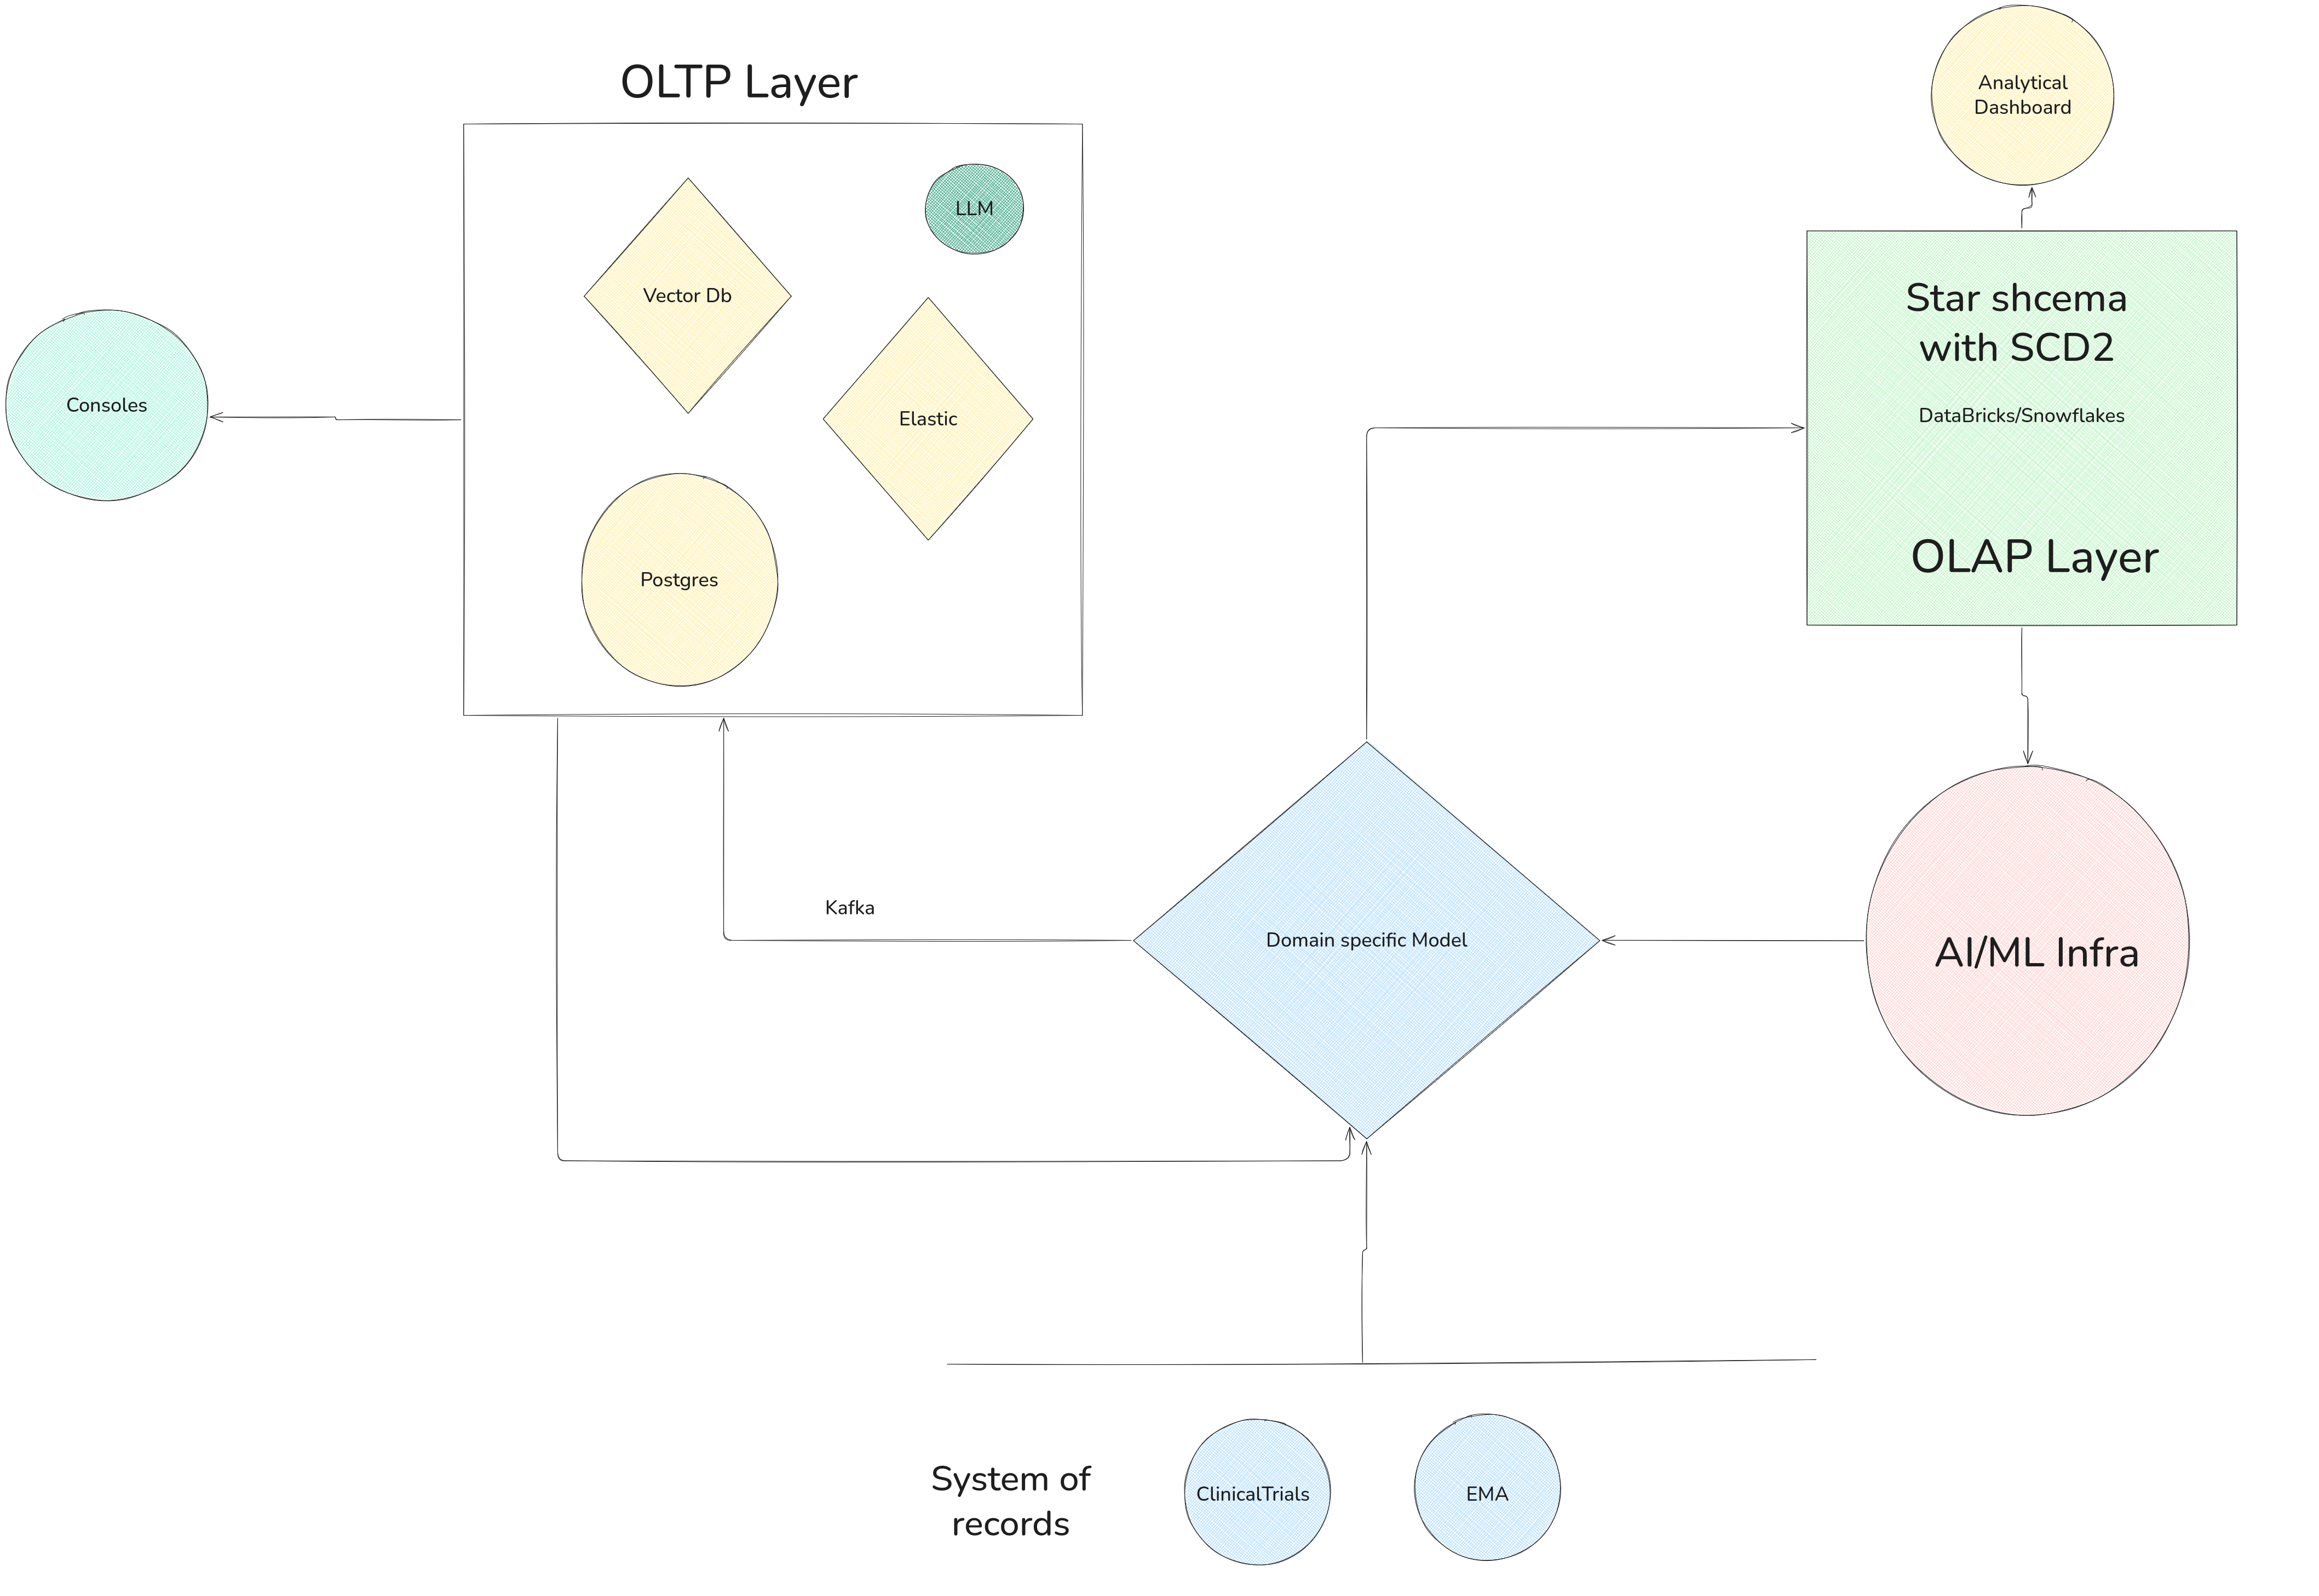 OLTP Layer
Analytical
Dashboard
LLM
Vector Db
Elastic
Postgres
Consoles
Star shcema
with SCD2
DataBricks/Snowflakes
OLAP Layer
Kafka
Domain specific Model
AI/ML Infra
System of
records
ClinicalTrials
EMA